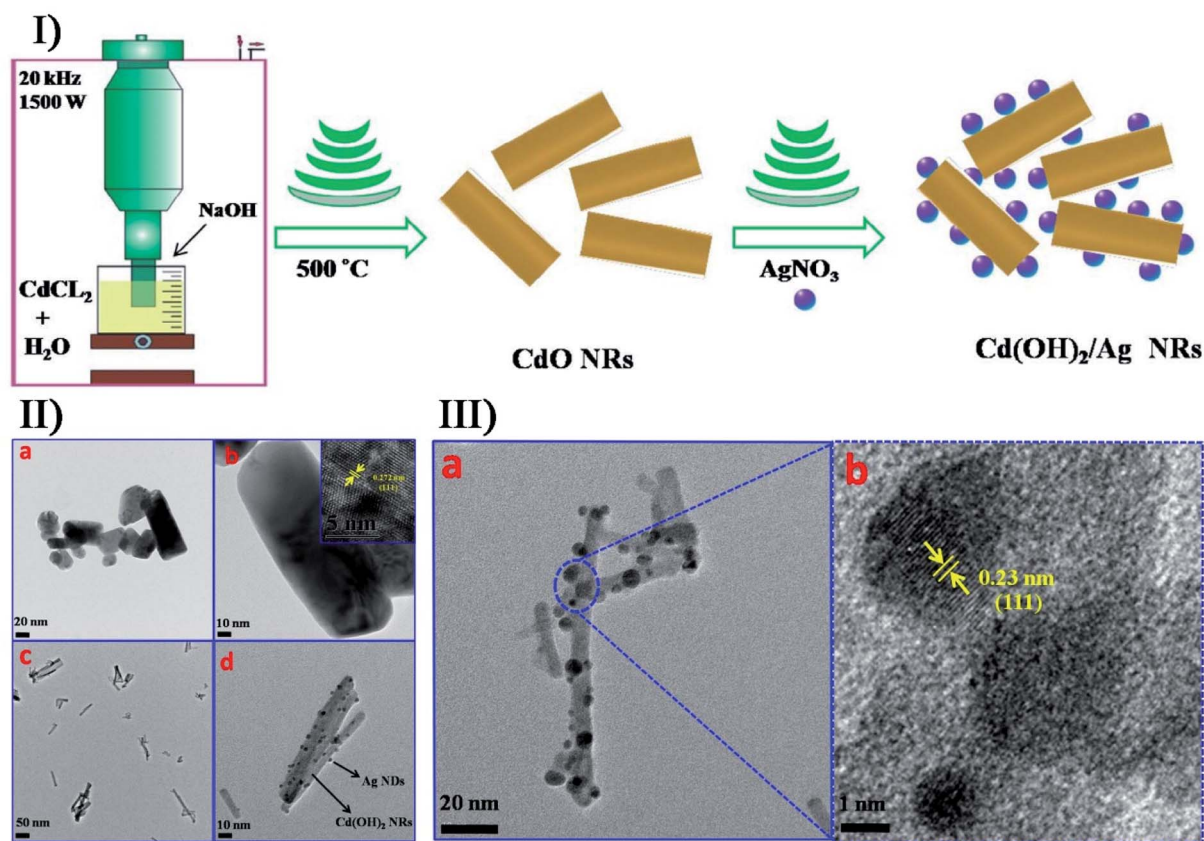 I)
20 kHz
1500 W
NaOH
CdCL₂
+
H₂O
500 °C
CdO NRs
AgNO₃
Cd(OH)₂/Ag NRs
II)
a
20 nm
b
0.272 nm
(111)
5 nm
10 nm
c
50 nm
d
Ag NDs
Cd(OH)₂ NRs
10 nm
III)
a
20 nm
b
0.23 nm
(111)
1 nm